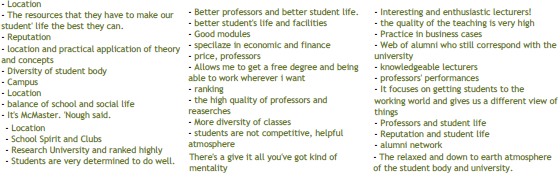 - Location
- The resources that they have to make our
student' life the best they can.
- Reputation
- location and practical application of theory
and concepts
- Diversity of student body
- Campus
- Location
- balance of school and social life
- It's McMaster. 'Nough said.
- Location
- School Spirit and Clubs
- Research University and ranked highly
- Students are very determined to do well.
- Better professors and better student life.
- better student's life and facilities
- Good modules
- specilaze in economic and finance
- price, professors
- Allows me to get a free degree and being
able to work wherever i want
- ranking
- the high quality of professors and
reaserches
- More diversity of classes
- students are not competitive, helpful
atmosphere
There's a give it all you've got kind of
mentality
- Interesting and enthusiastic lecturers!
- the quality of the teaching is very high
- Practice in business cases
- Web of alumni who still correspond with the
university
- knowledgeable lecturers
- professors' performances
- It focuses on getting students to the
working world and gives us a different view of
things
- Professors and student life
- Reputation and student life
- alumni network
- The relaxed and down to earth atmosphere
of the student body and university.